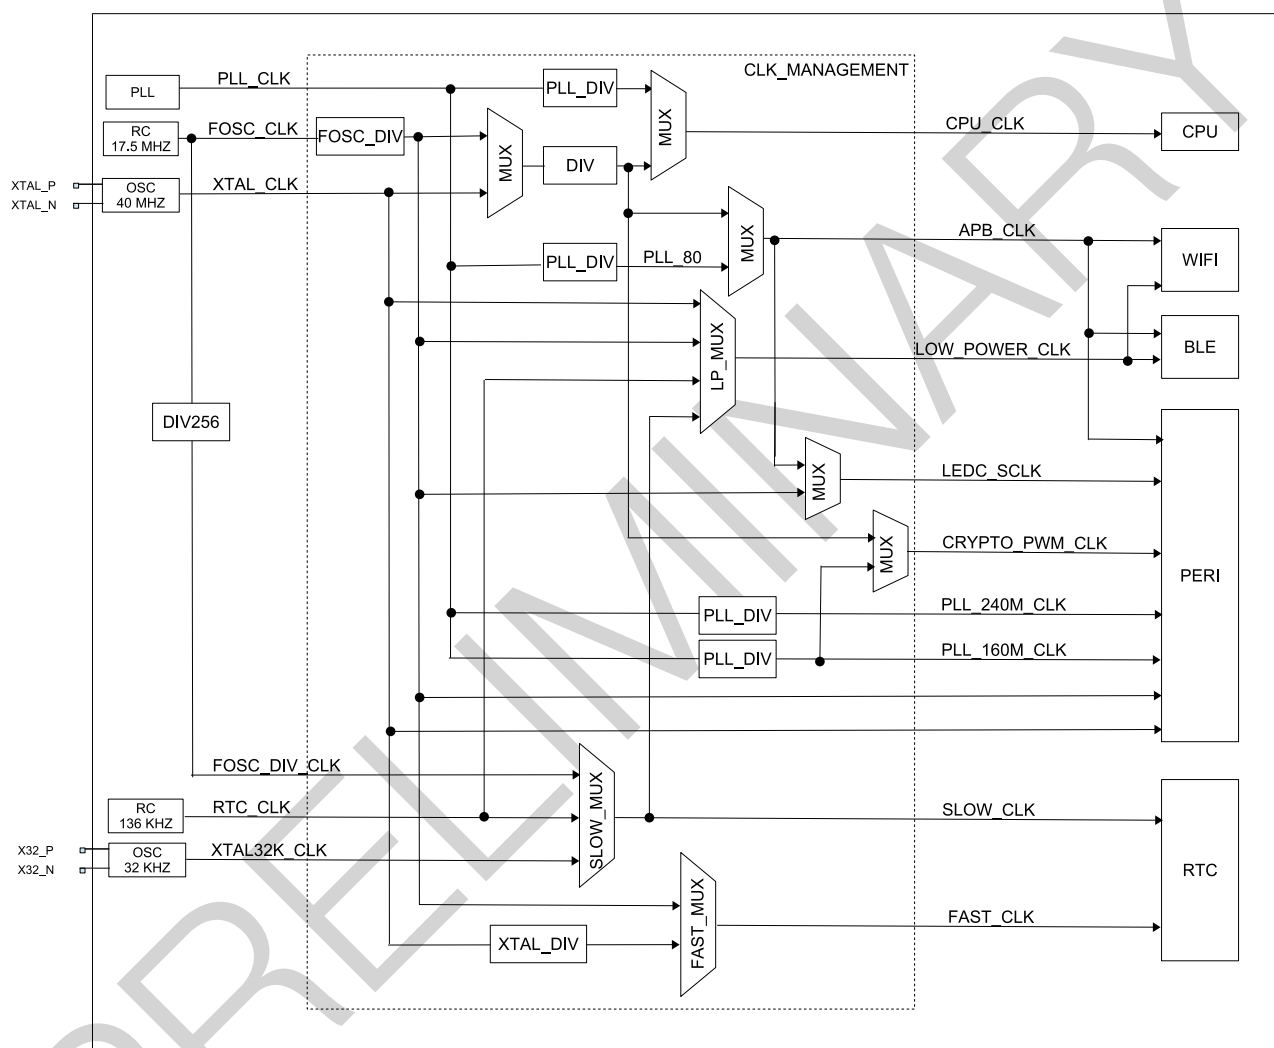 CLK_MANAGEMENT
PLL
PLL_CLK
PLL_DIV
MUX
CPU_CLK
CPU
RC
17.5 MHZ
FOSC_CLK
FOSC_DIV
MUX
DIV
XTAL_P
XTAL_N
OSC
40 MHZ
XTAL_CLK
MUX
APB_CLK
WIFI
PLL_DIV
PLL_80
LP_MUX
LOW_POWER_CLK
BLE
DIV256
MUX
LEDC_SCLK
MUX
CRYPTO_PWM_CLK
PERI
PLL_DIV
PLL_240M_CLK
PLL_DIV
PLL_160M_CLK
FOSC_DIV_CLK
RC
136 KHZ
RTC_CLK
SLOW_MUX
SLOW_CLK
X32_P
X32_N
OSC
32 KHZ
XTAL32K_CLK
RTC
FAST_MUX
FAST_CLK
XTAL_DIV
PRELIMINARY